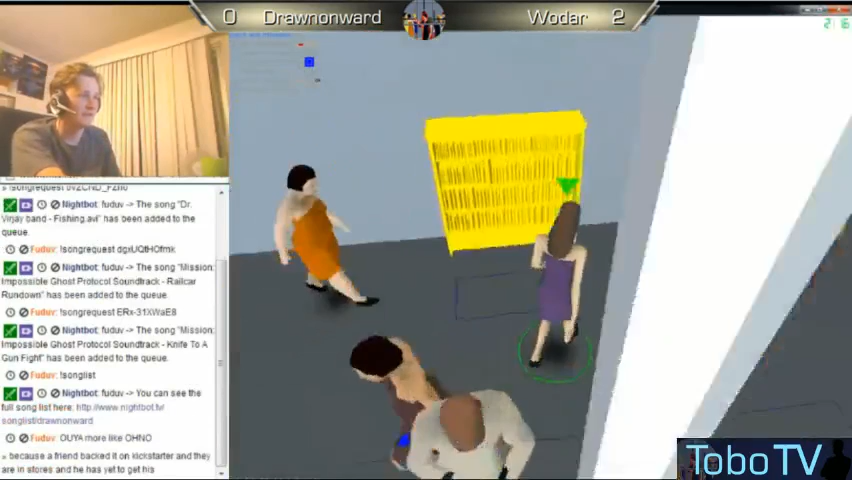 0 Drawnonward Wodar 2
2:16
Nightbot: fuduv -> The song "Dr.
Virjay band - Fishing.avi" has been added to the
queue.
Fuduv: !songrequest dgxUQtHOfmk
Nightbot: fuduv -> The song "Mission:
Impossible Ghost Protocol Soundtrack - Railcar
Rundown" has been added to the queue.
Fuduv: !songrequest ERx-31XWaE8
Nightbot: fuduv -> The song "Mission:
Impossible Ghost Protocol Soundtrack - Knife To A
Gun Fight" has been added to the queue.
Fuduv: !songlist
Nightbot: fuduv -> You can see the
full song list here. http://www.nightbot.tv/
songlist/drawnonward
Fuduv: OUYA more like OHNO
» because a friend backed it on kickstarter and they
are in stores and he has yet to get his
ToboTV